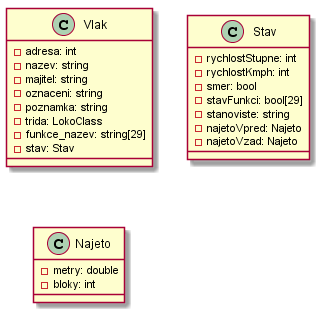 C Vlak
adresa: int
nazev: string
majitel: string
oznaceni: string
poznamka: string
trida: LokoClass
funkce_nazev: string[29]
stav: Stav
C Stav
rychlostStupne: int
rychlostKmph: int
smer: bool
stavFunkci: bool[29]
stanoviste: string
najetoVpred: Najeto
najetoVzad: Najeto
C Najeto
metry: double
bloky: int